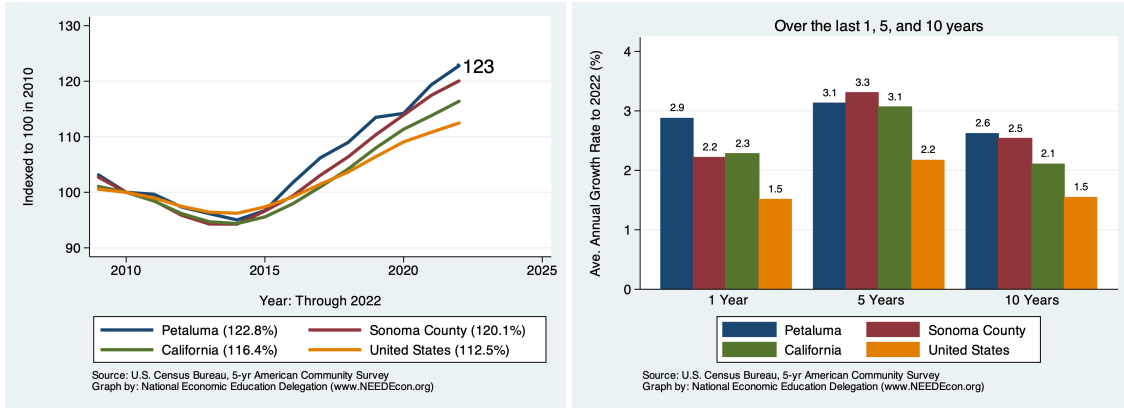 Indexed to 100 in 2010
130
120
110
100
90
123
2010
2015
2020
2025
Year: Through 2022
Petaluma (122.8%)
Sonoma County (120.1%)
California (116.4%)
United States (112.5%)
Source: U.S. Census Bureau, 5-yr American Community Survey
Graph by: National Economic Education Delegation (www.NEEDEcon.org)
Over the last 1, 5, and 10 years
Ave. Annual Growth Rate to 2022 (%)
4
3
2
1
0
2.9
2.2
2.3
1.5
3.1
3.3
3.1
2.2
2.6
2.5
2.1
1.5
1 Year
5 Years
10 Years
Petaluma
Sonoma County
California
United States
Source: U.S. Census Bureau, 5-yr American Community Survey
Graph by: National Economic Education Delegation (www.NEEDEcon.org)